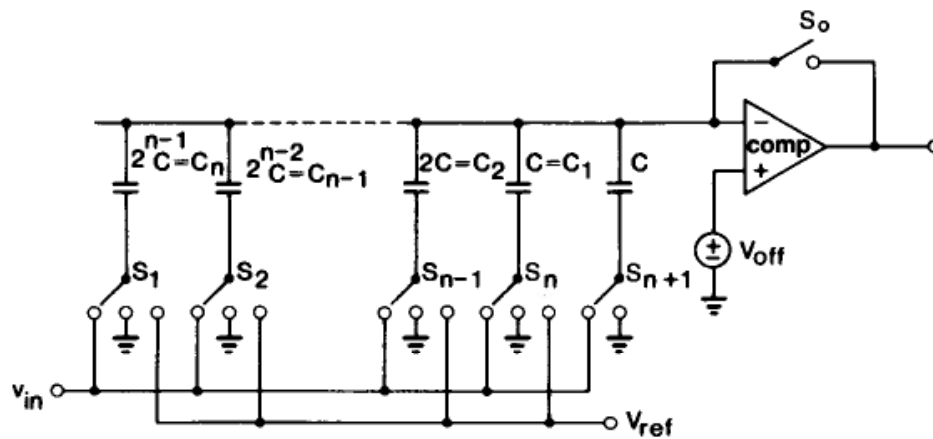 S₀
2ⁿ⁻¹C=Cₙ
2ⁿ⁻²C=Cₙ₋₁
2C=C₂
C=C₁
C
−
comp
+
V_off
S₁
S₂
Sₙ₋₁
Sₙ
Sₙ₊₁
v_in
V_ref